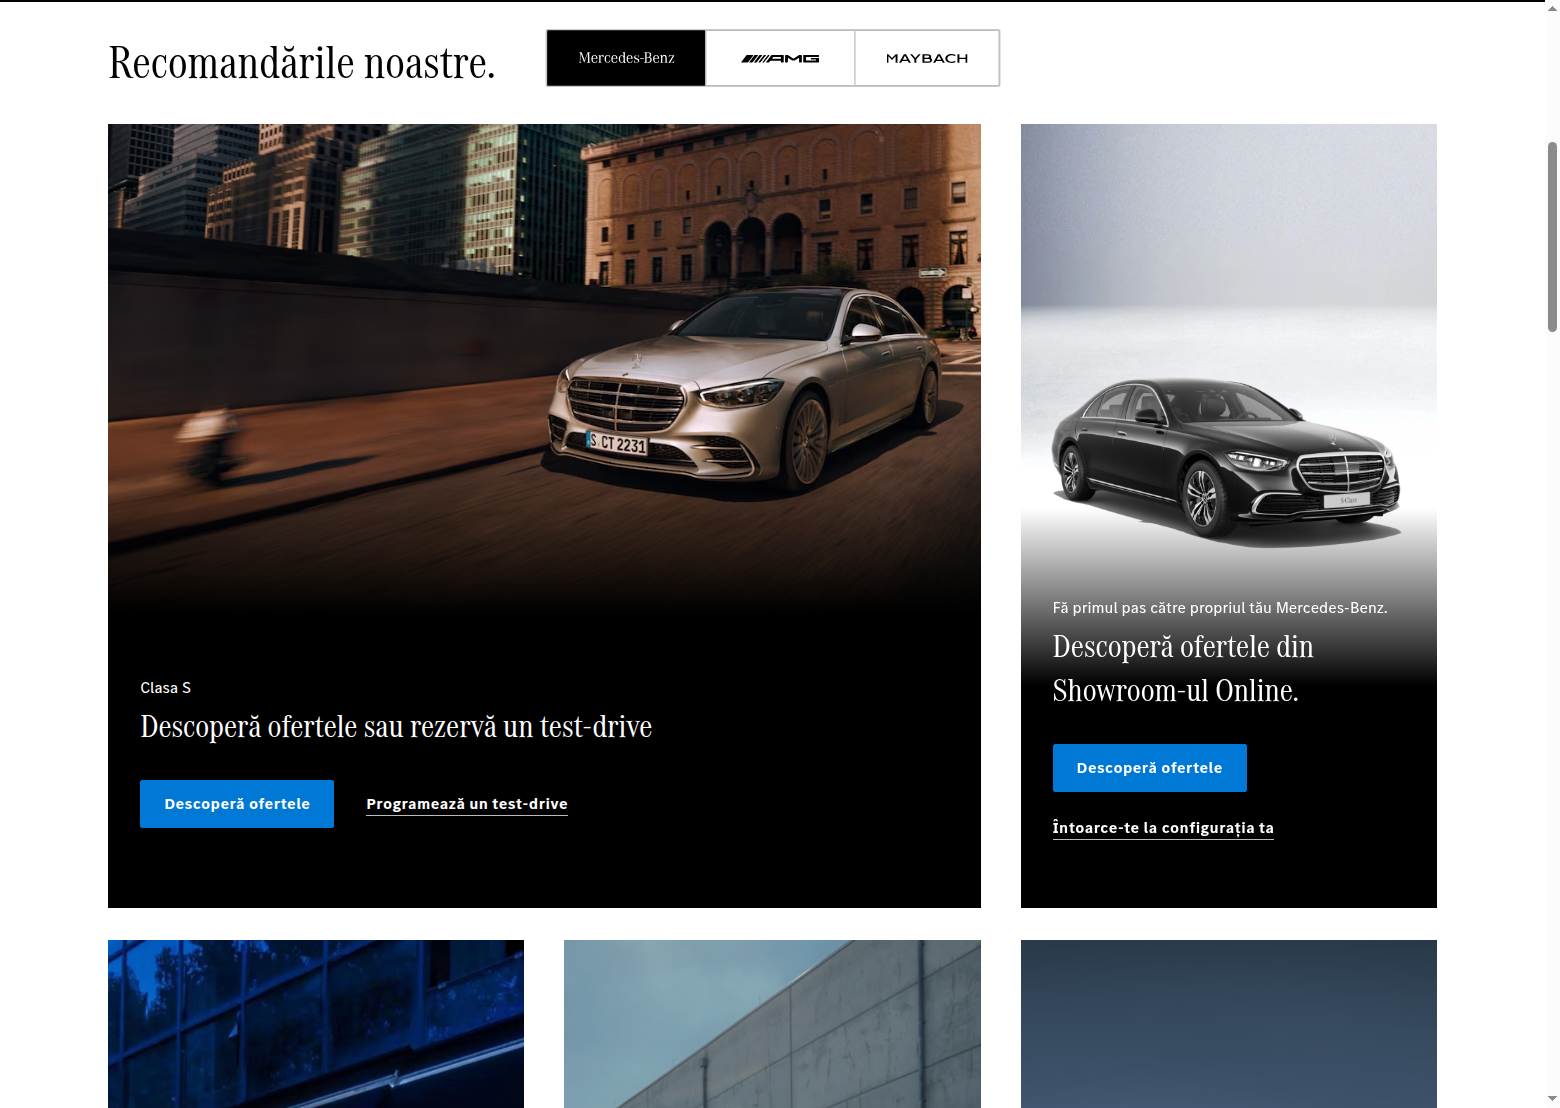 Recomandările noastre.
Mercedes-Benz
AMG
MAYBACH
S CT 2231
Clasa S
Descoperă ofertele sau rezervă un test-drive
Descoperă ofertele
Programează un test-drive
S-Class
Fă primul pas către propriul tău Mercedes-Benz.
Descoperă ofertele din
Showroom-ul Online.
Descoperă ofertele
Întoarce-te la configurația ta